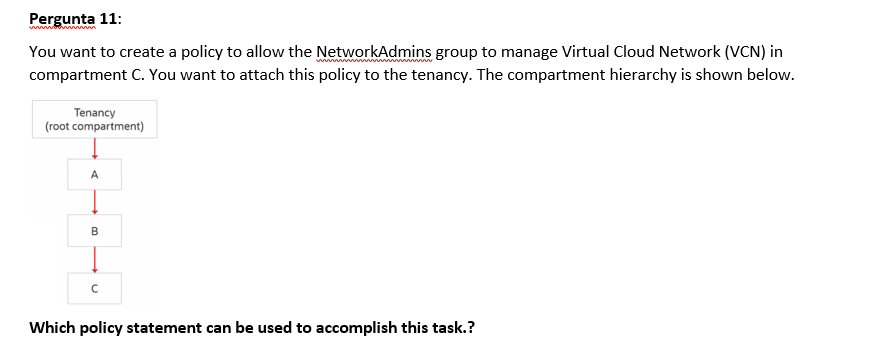 Pergunta 11:
You want to create a policy to allow the NetworkAdmins group to manage Virtual Cloud Network (VCN) in
compartment C. You want to attach this policy to the tenancy. The compartment hierarchy is shown below.
Tenancy
(root compartment)
A
B
C
Which policy statement can be used to accomplish this task.?